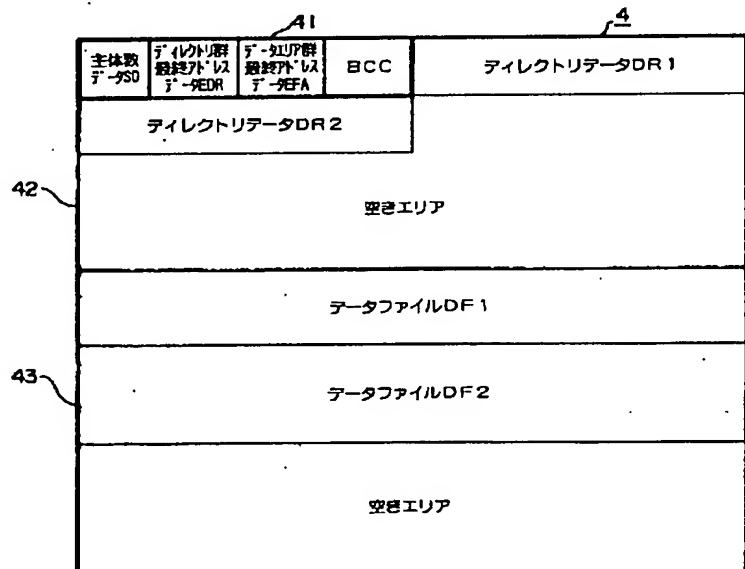 41
4
主体数
データSD
ディレクトリ群
最終アドレス
データEDR
データエリア群
最終アドレス
データEFA
BCC
ディレクトリデータDR1
ディレクトリデータDR2
42
空きエリア
データファイルDF1
43
データファイルDF2
空きエリア